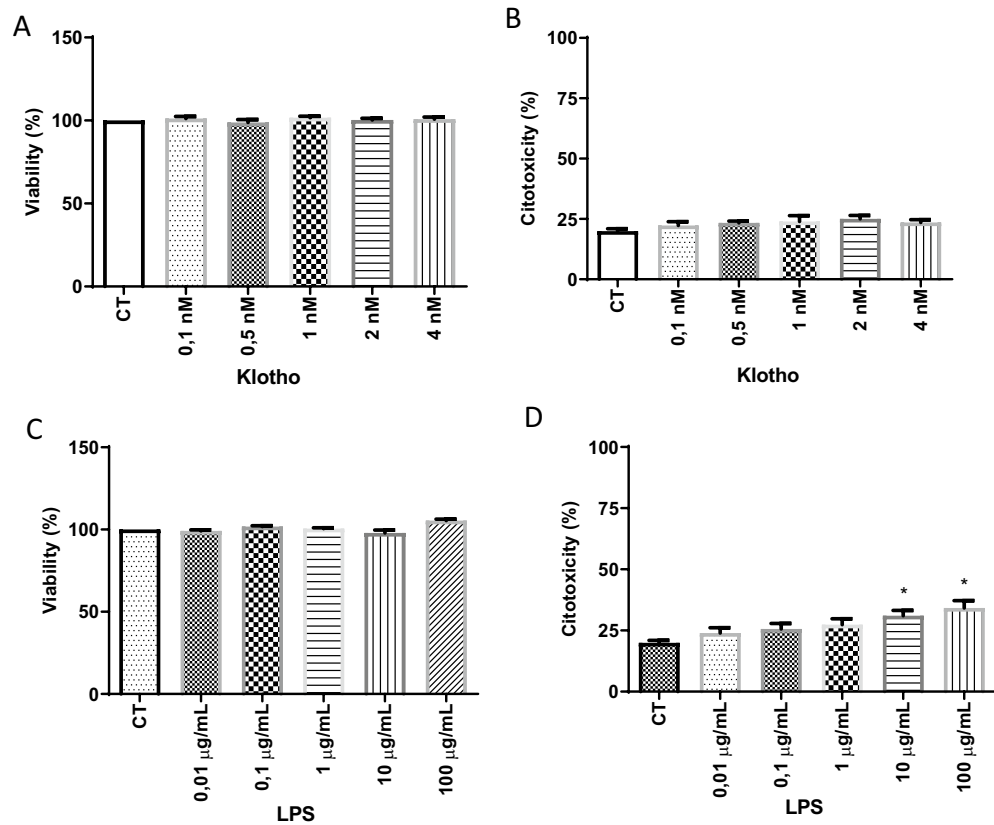 A
Viability (%)
150
100
50
0
CT
0,1 nM
0,5 nM
1 nM
2 nM
4 nM
Klotho
B
Citotoxicity (%)
100
75
50
25
0
CT
0,1 nM
0,5 nM
1 nM
2 nM
4 nM
Klotho
C
Viability (%)
150
100
50
0
CT
0,01 µg/mL
0,1 µg/mL
1 µg/mL
10 µg/mL
100 µg/mL
LPS
D
Citotoxicity (%)
100
75
50
25
0
*
*
CT
0,01 µg/mL
0,1 µg/mL
1 µg/mL
10 µg/mL
100 µg/mL
LPS